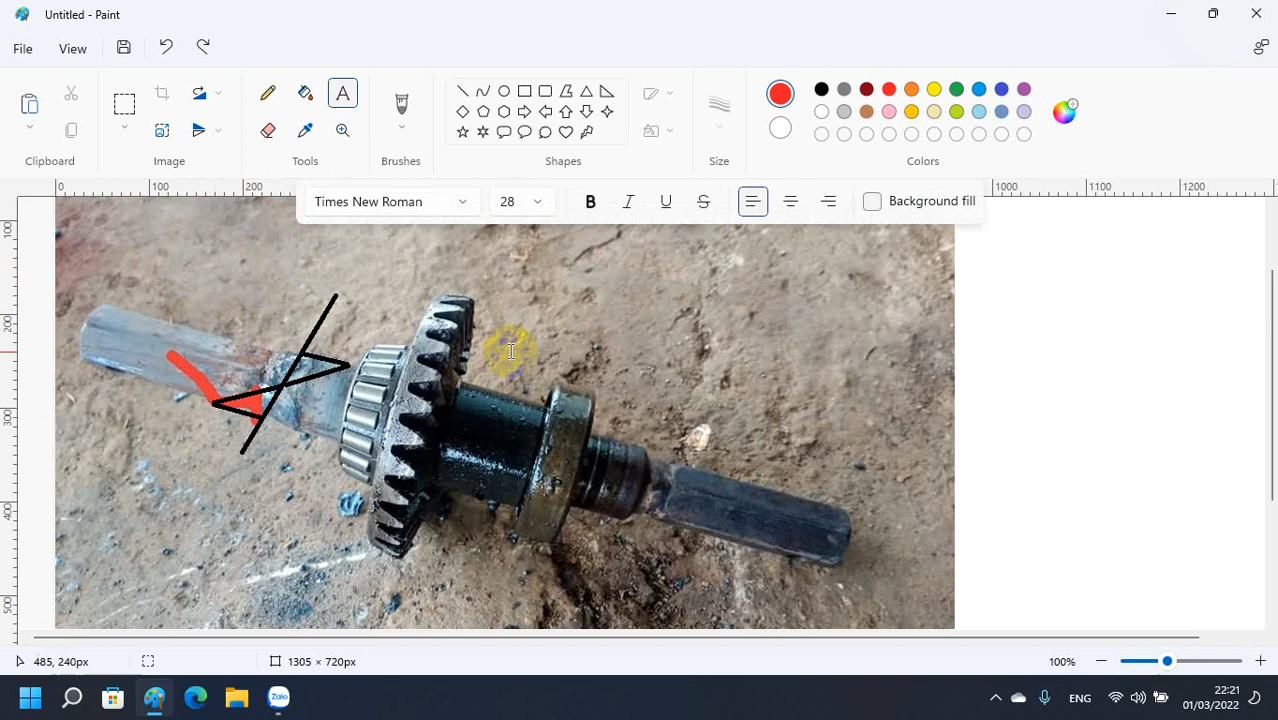 Untitled - Paint
File View
Clipboard Image Tools Brushes Shapes Size Colors
0 100 200 1000 1100 1200
Times New Roman 28 B I U S Background fill
100
200
300
400
500
485, 240px 1305 × 720px 100%
Zalo ENG 22:21
01/03/2022